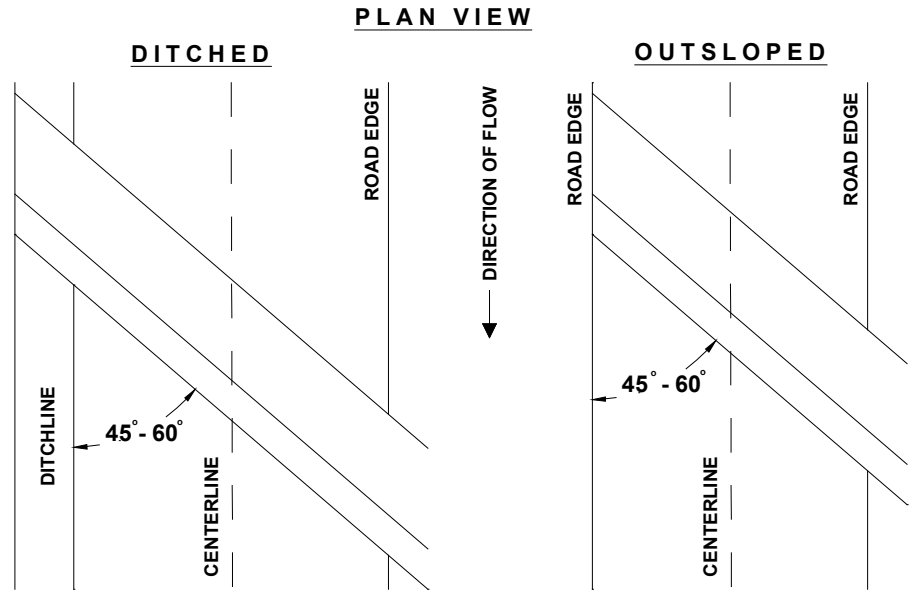 PLAN VIEW
DITCHED
OUTSLOPED
ROAD EDGE
DIRECTION OF FLOW
ROAD EDGE
ROAD EDGE
45° - 60°
45° - 60°
DITCHLINE
CENTERLINE
CENTERLINE